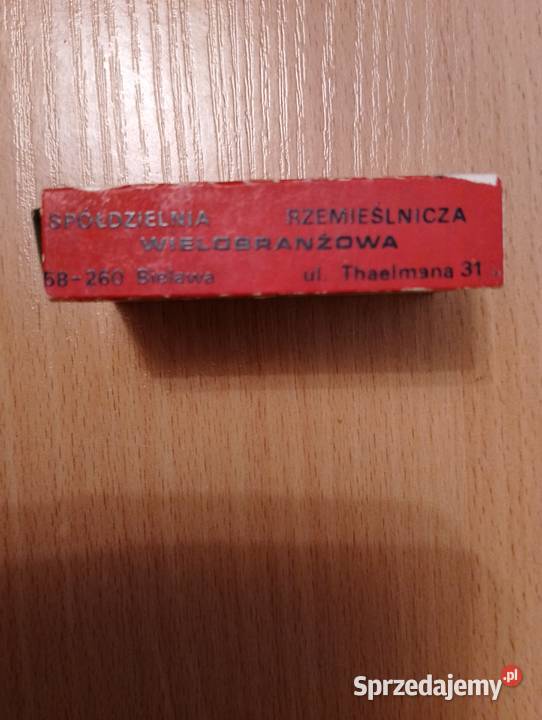 SPÓŁDZIELNIA RZEMIEŚLNICZA
WIELOBRANŻOWA
58-260 Bielawa ul. Thaelmana 31
Sprzedajemy.pl